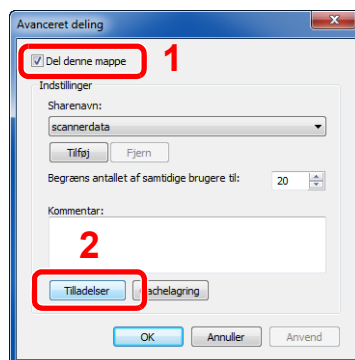 Avanceret deling
Del denne mappe
1
Indstillinger
Sharenavn:
scannerdata
Tilføj Fjern
Begræns antallet af samtidige brugere til: 20
Kommentar:
2
Tilladelser achelagring
OK Annuller Anvend